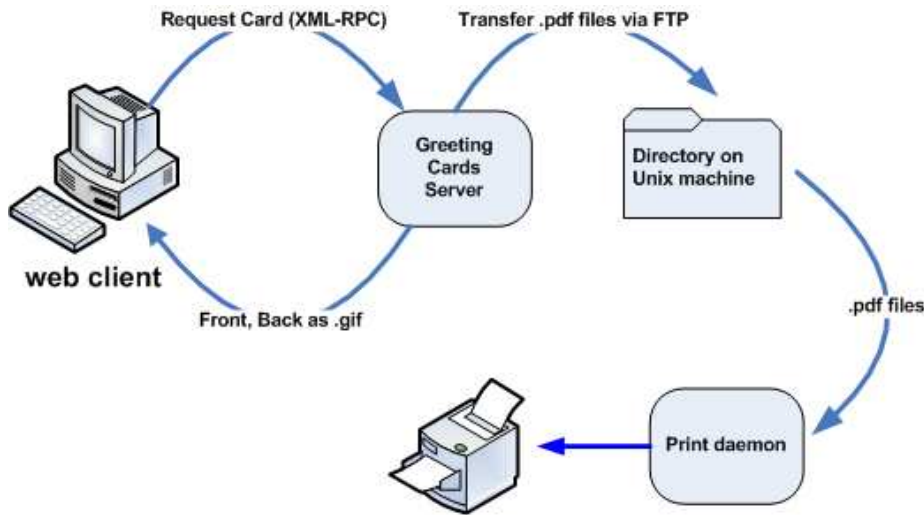 Request Card (XML-RPC)
Transfer .pdf files via FTP
Greeting
Cards
Server
Directory on
Unix machine
web client
Front, Back as .gif
.pdf files
Print daemon